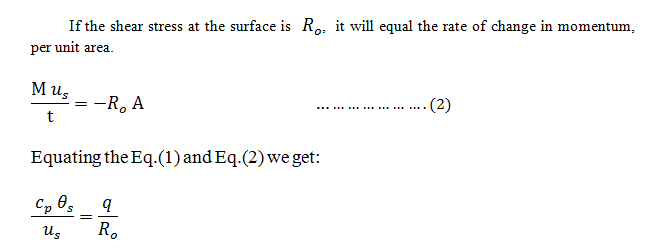 If the shear stress at the surface is R₀, it will equal the rate of change in momentum,
per unit area.
M uₛ / t = −R₀ A ... ... ... ... ... ... ....(2)
Equating the Eq.(1) and Eq.(2) we get:
cₚ θₛ / uₛ = q / R₀